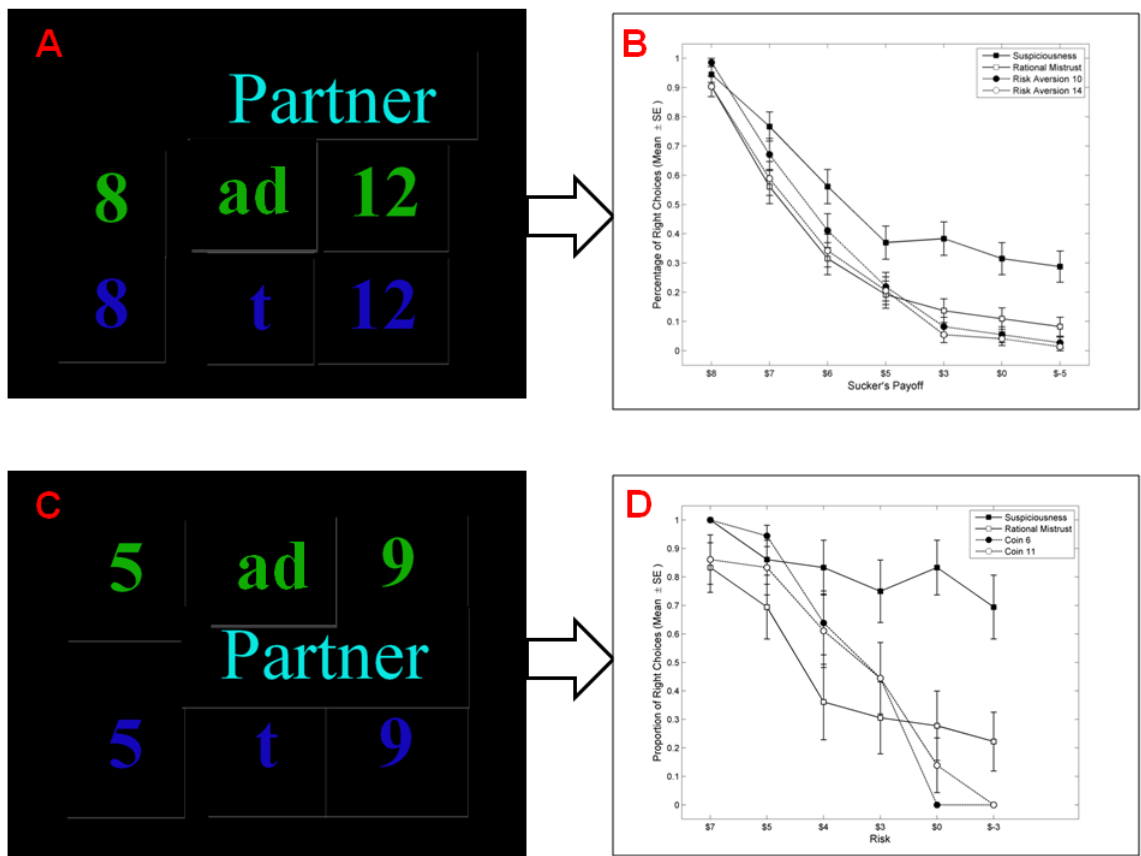 A
Partner
8 ad 12
8 t 12
B
Suspiciousness
Rational Mistrust
Risk Aversion 10
Risk Aversion 14
Percentage of Right Choices (Mean ± SE)
1
0.9
0.8
0.7
0.6
0.5
0.4
0.3
0.2
0.1
0
$8 $7 $6 $5 $3 $0 $-5
Sucker's Payoff
C
5 ad 9
Partner
5 t 9
D
Suspiciousness
Rational Mistrust
Coin 6
Coin 11
Proportion of Right Choices (Mean ± SE)
1
0.9
0.8
0.7
0.6
0.5
0.4
0.3
0.2
0.1
0
$7 $5 $4 $3 $0 $-3
Risk